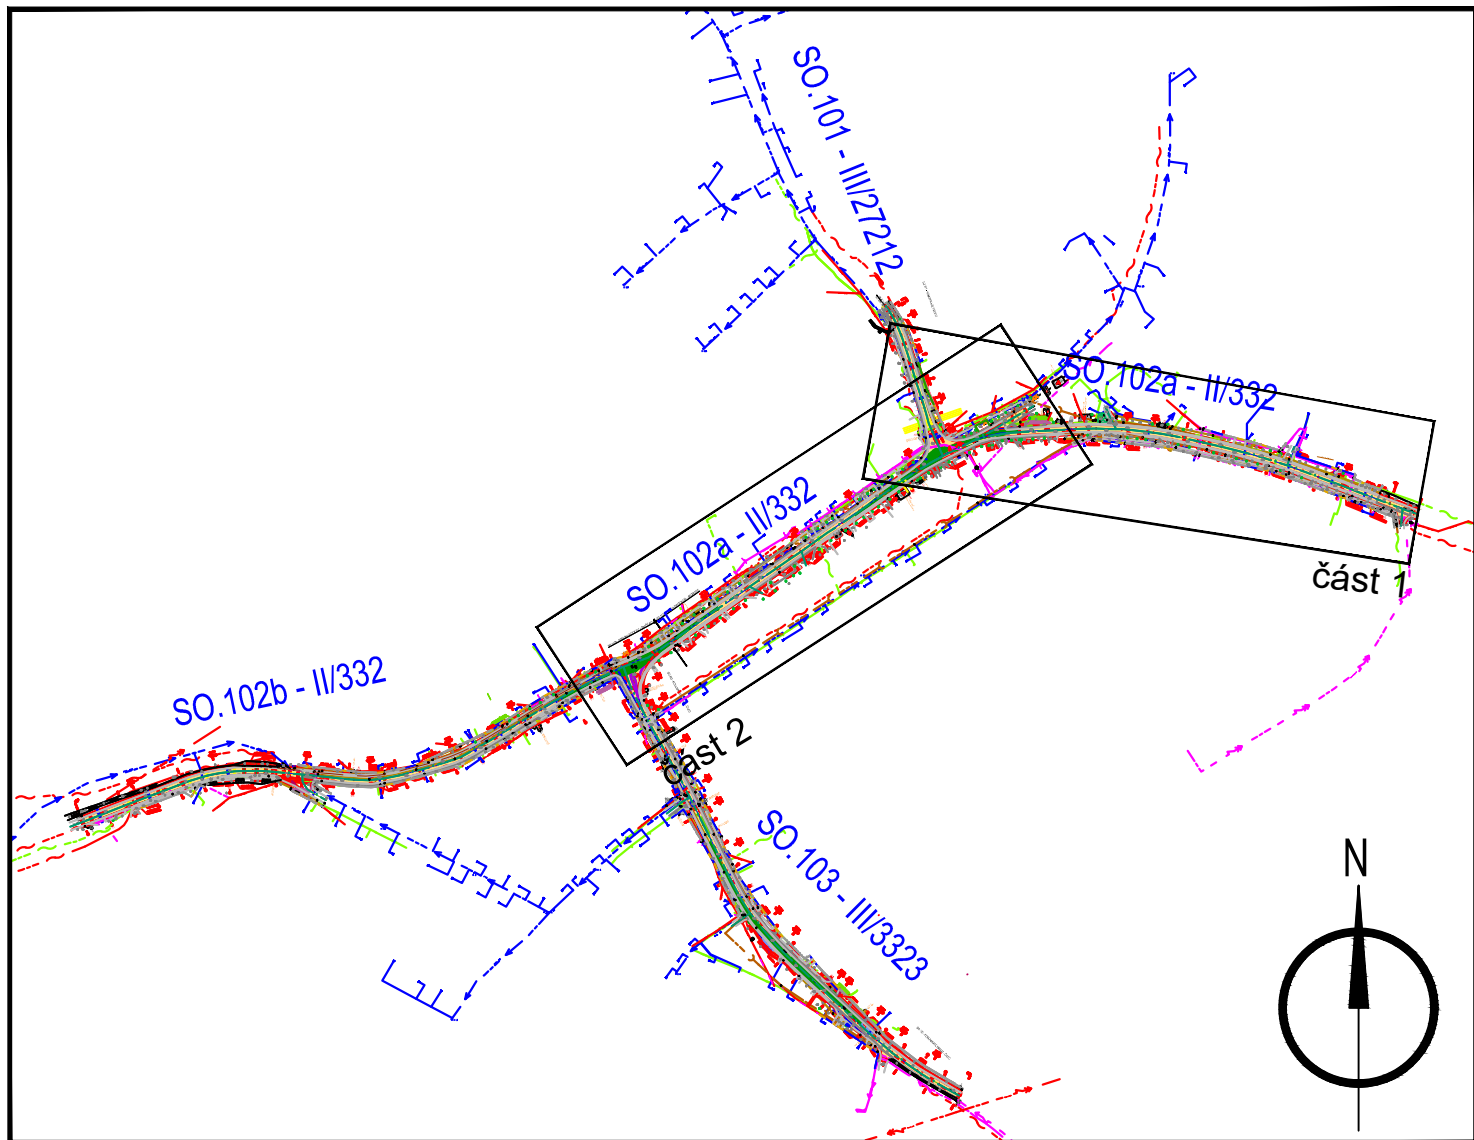 SO.101 - III/27212
SO.102a - II/332
SO.102a - II/332
část 1
SO.102b - II/332
část 2
SO.103 - III/3323
N